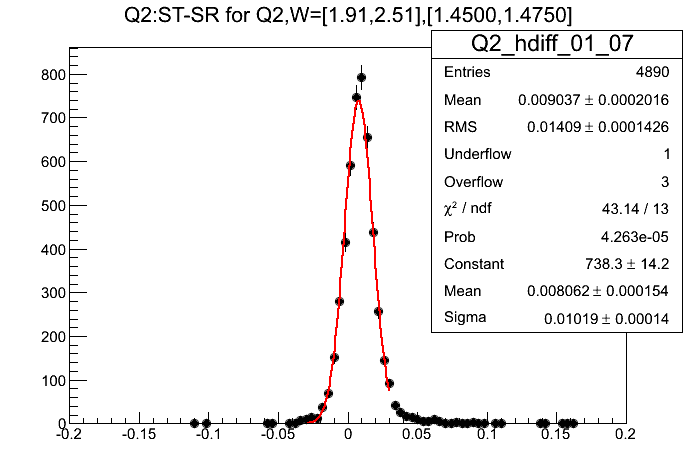 Q2:ST-SR for Q2,W=[1.91,2.51],[1.4500,1.4750]
Q2_hdiff_01_07
Entries 4890
Mean 0.009037 ± 0.0002016
RMS 0.01409 ± 0.0001426
Underflow 1
Overflow 3
χ² / ndf 43.14 / 13
Prob 4.263e-05
Constant 738.3 ± 14.2
Mean 0.008062 ± 0.000154
Sigma 0.01019 ± 0.00014
800
700
600
500
400
300
200
100
0
-0.2 -0.15 -0.1 -0.05 0 0.05 0.1 0.15 0.2